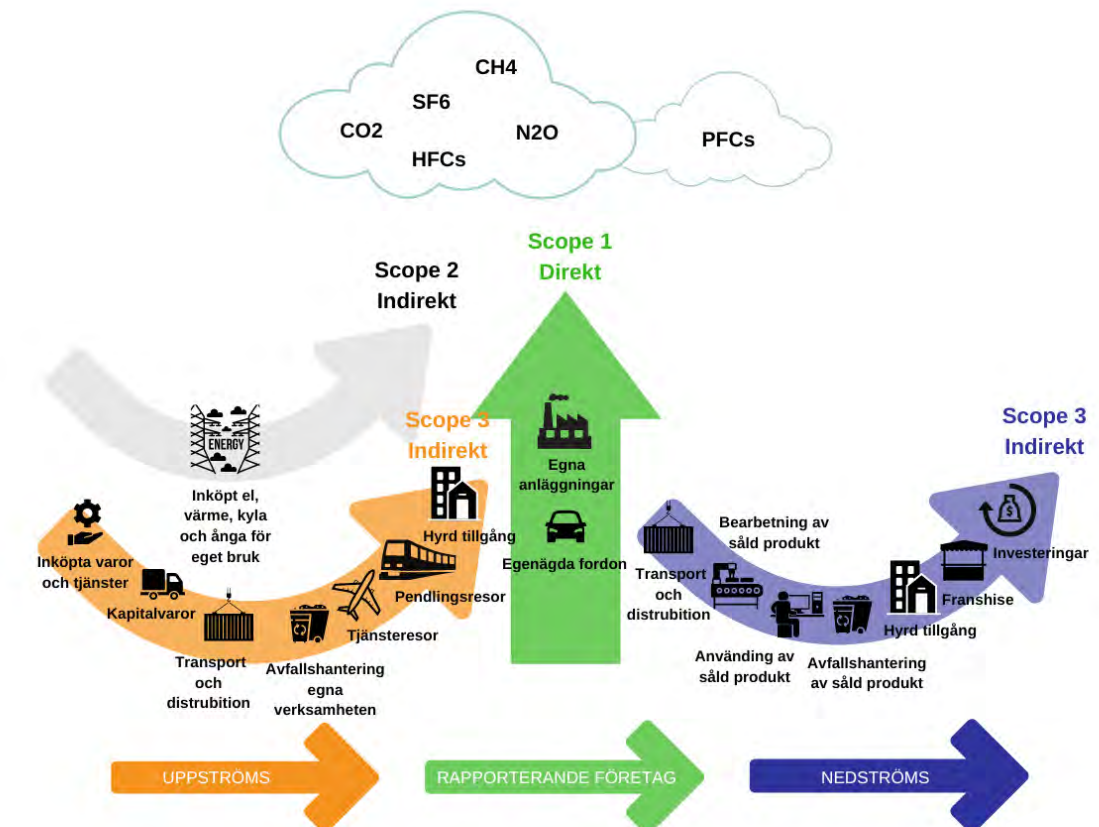 CH4
SF6
CO2
N2O
HFCs
PFCs
Scope 1
Direkt
Scope 2
Indirekt
ENERGY
Inköpt el,
värme, kyla
och ånga för
eget bruk
Scope 3
Indirekt
Inköpta varor
och tjänster
Kapitalvaror
Transport
och
distrubition
Avfallshantering
egna
verksamheten
Tjänsteresor
Pendlingsresor
Hyrd tillgång
Egna
anläggningar
Egenägda fordon
Scope 3
Indirekt
Transport
och
distrubition
Bearbetning av
såld produkt
Använding av
såld produkt
Avfallshantering
av såld produkt
Hyrd tillgång
Franshise
$
Investeringar
UPPSTRÖMS
RAPPORTERANDE FÖRETAG
NEDSTRÖMS